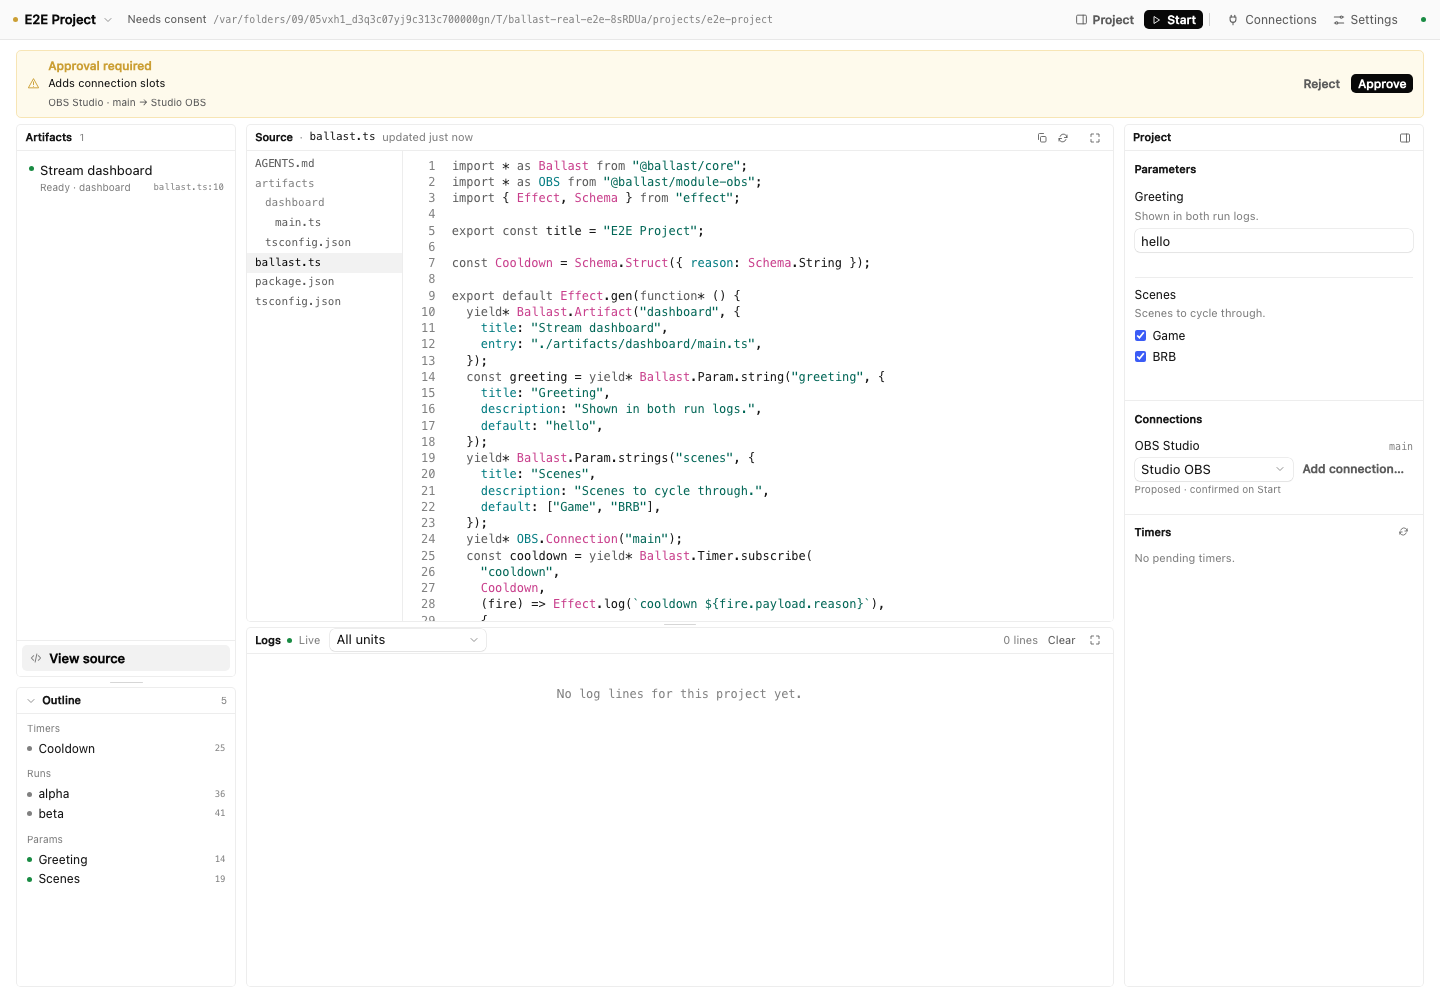 E2E Project
Needs consent /var/folders/09/05vxh1_d3q3c07yj9c313c700000gn/T/ballast-real-e2e-8sRDUa/projects/e2e-project
Project
Start
Connections
Settings
Approval required
Adds connection slots
OBS Studio · main → Studio OBS
Reject
Approve
Artifacts 1
Stream dashboard
Ready · dashboard ballast.ts:10
View source
Outline 5
Timers
Cooldown 25
Runs
alpha 36
beta 41
Params
Greeting 14
Scenes 19
Source · ballast.ts updated just now
AGENTS.md
artifacts
dashboard
main.ts
tsconfig.json
ballast.ts
package.json
tsconfig.json
1 import * as Ballast from "@ballast/core";
2 import * as OBS from "@ballast/module-obs";
3 import { Effect, Schema } from "effect";
4
5 export const title = "E2E Project";
6
7 const Cooldown = Schema.Struct({ reason: Schema.String });
8
9 export default Effect.gen(function* () {
10 yield* Ballast.Artifact("dashboard", {
11 title: "Stream dashboard",
12 entry: "./artifacts/dashboard/main.ts",
13 });
14 const greeting = yield* Ballast.Param.string("greeting", {
15 title: "Greeting",
16 description: "Shown in both run logs.",
17 default: "hello",
18 });
19 yield* Ballast.Param.strings("scenes", {
20 title: "Scenes",
21 description: "Scenes to cycle through.",
22 default: ["Game", "BRB"],
23 });
24 yield* OBS.Connection("main");
25 const cooldown = yield* Ballast.Timer.subscribe(
26 "cooldown",
27 Cooldown,
28 (fire) => Effect.log(`cooldown ${fire.payload.reason}`),
29 {
Logs Live All units 0 lines Clear
No log lines for this project yet.
Project
Parameters
Greeting
Shown in both run logs.
hello
Scenes
Scenes to cycle through.
Game
BRB
Connections
OBS Studio main
Studio OBS Add connection...
Proposed · confirmed on Start
Timers
No pending timers.